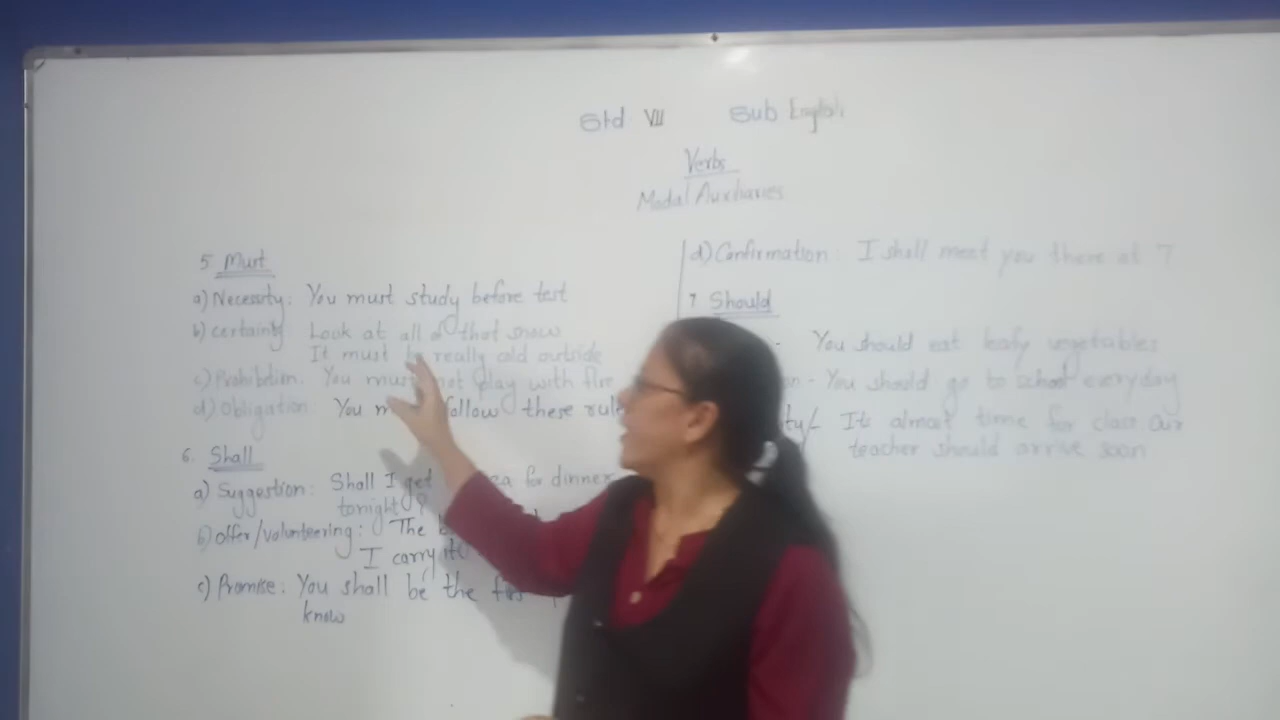 Std VII Sub English
Verbs
Modal Auxiliaries
5. Must
a) Necessity: You must study before test
b) certainty: Look at all of that snow
It must be really cold outside
c) Prohibition. You must not play with fire
d) Obligation: You follow these
6. Shall
a) Suggestion: Shall I get for dinner
tonight?
b) Offer/volunteering: The
I carry it
c) Promise: You shall be the
know
d) Confirmation: I shall meet you there at 7
7 Should
- You should eat leafy vegetables
- You should go to school everyday
It's almost time for class Our
teacher should arrive soon